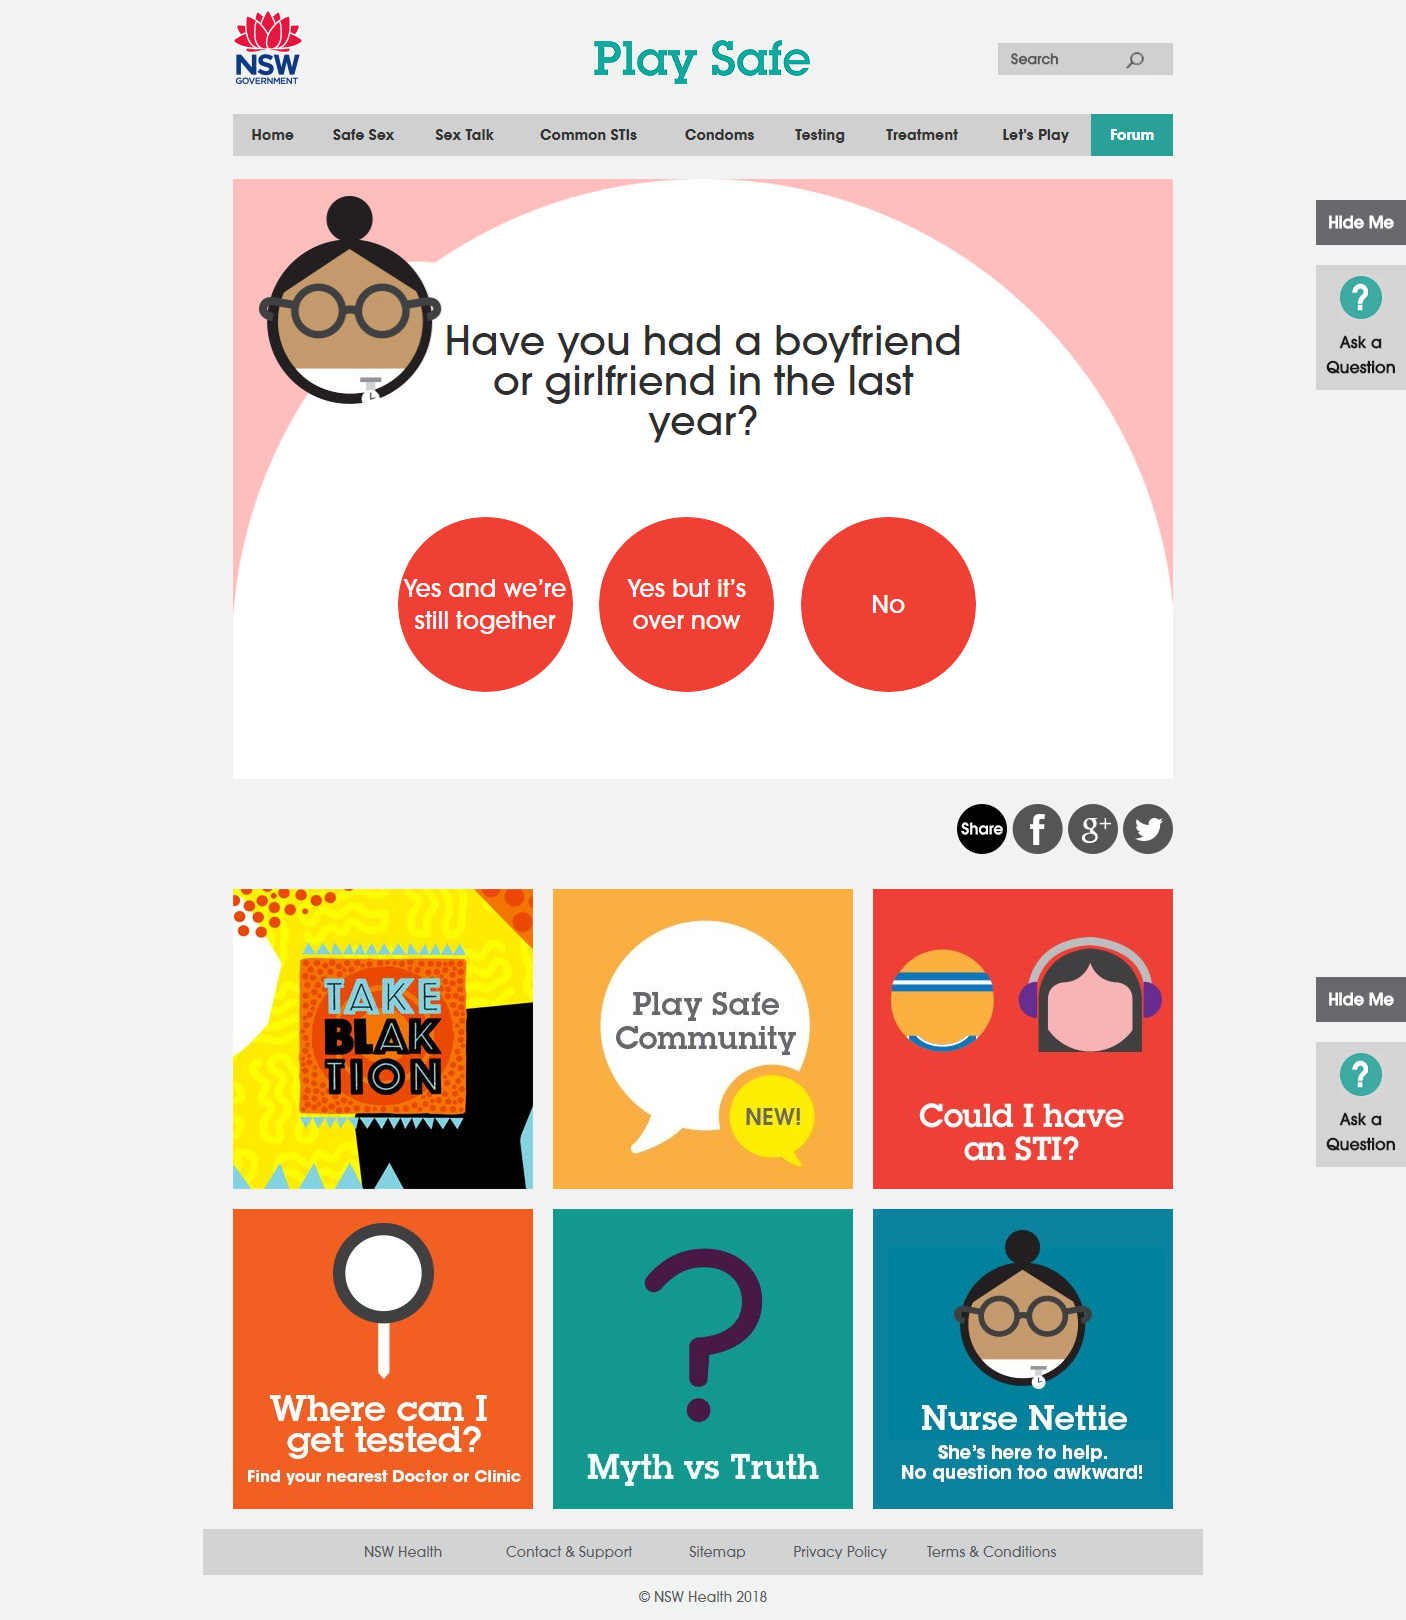 NSW
GOVERNMENT
Play Safe
Search
Home Safe Sex Sex Talk Common STIs Condoms Testing Treatment Let's Play Forum
Hide Me
?
Ask a
Question
Have you had a boyfriend
or girlfriend in the last
year?
Yes and we’re
still together
Yes but it’s
over now
No
Share f g+
TAKE
BLAK
TION
Play Safe
Community
NEW!
Could I have
an STI?
Hide Me
?
Ask a
Question
Where can I
get tested?
Find your nearest Doctor or Clinic
?
Myth vs Truth
Nurse Nettie
She’s here to help.
No question too awkward!
NSW Health Contact & Support Sitemap Privacy Policy Terms & Conditions
© NSW Health 2018